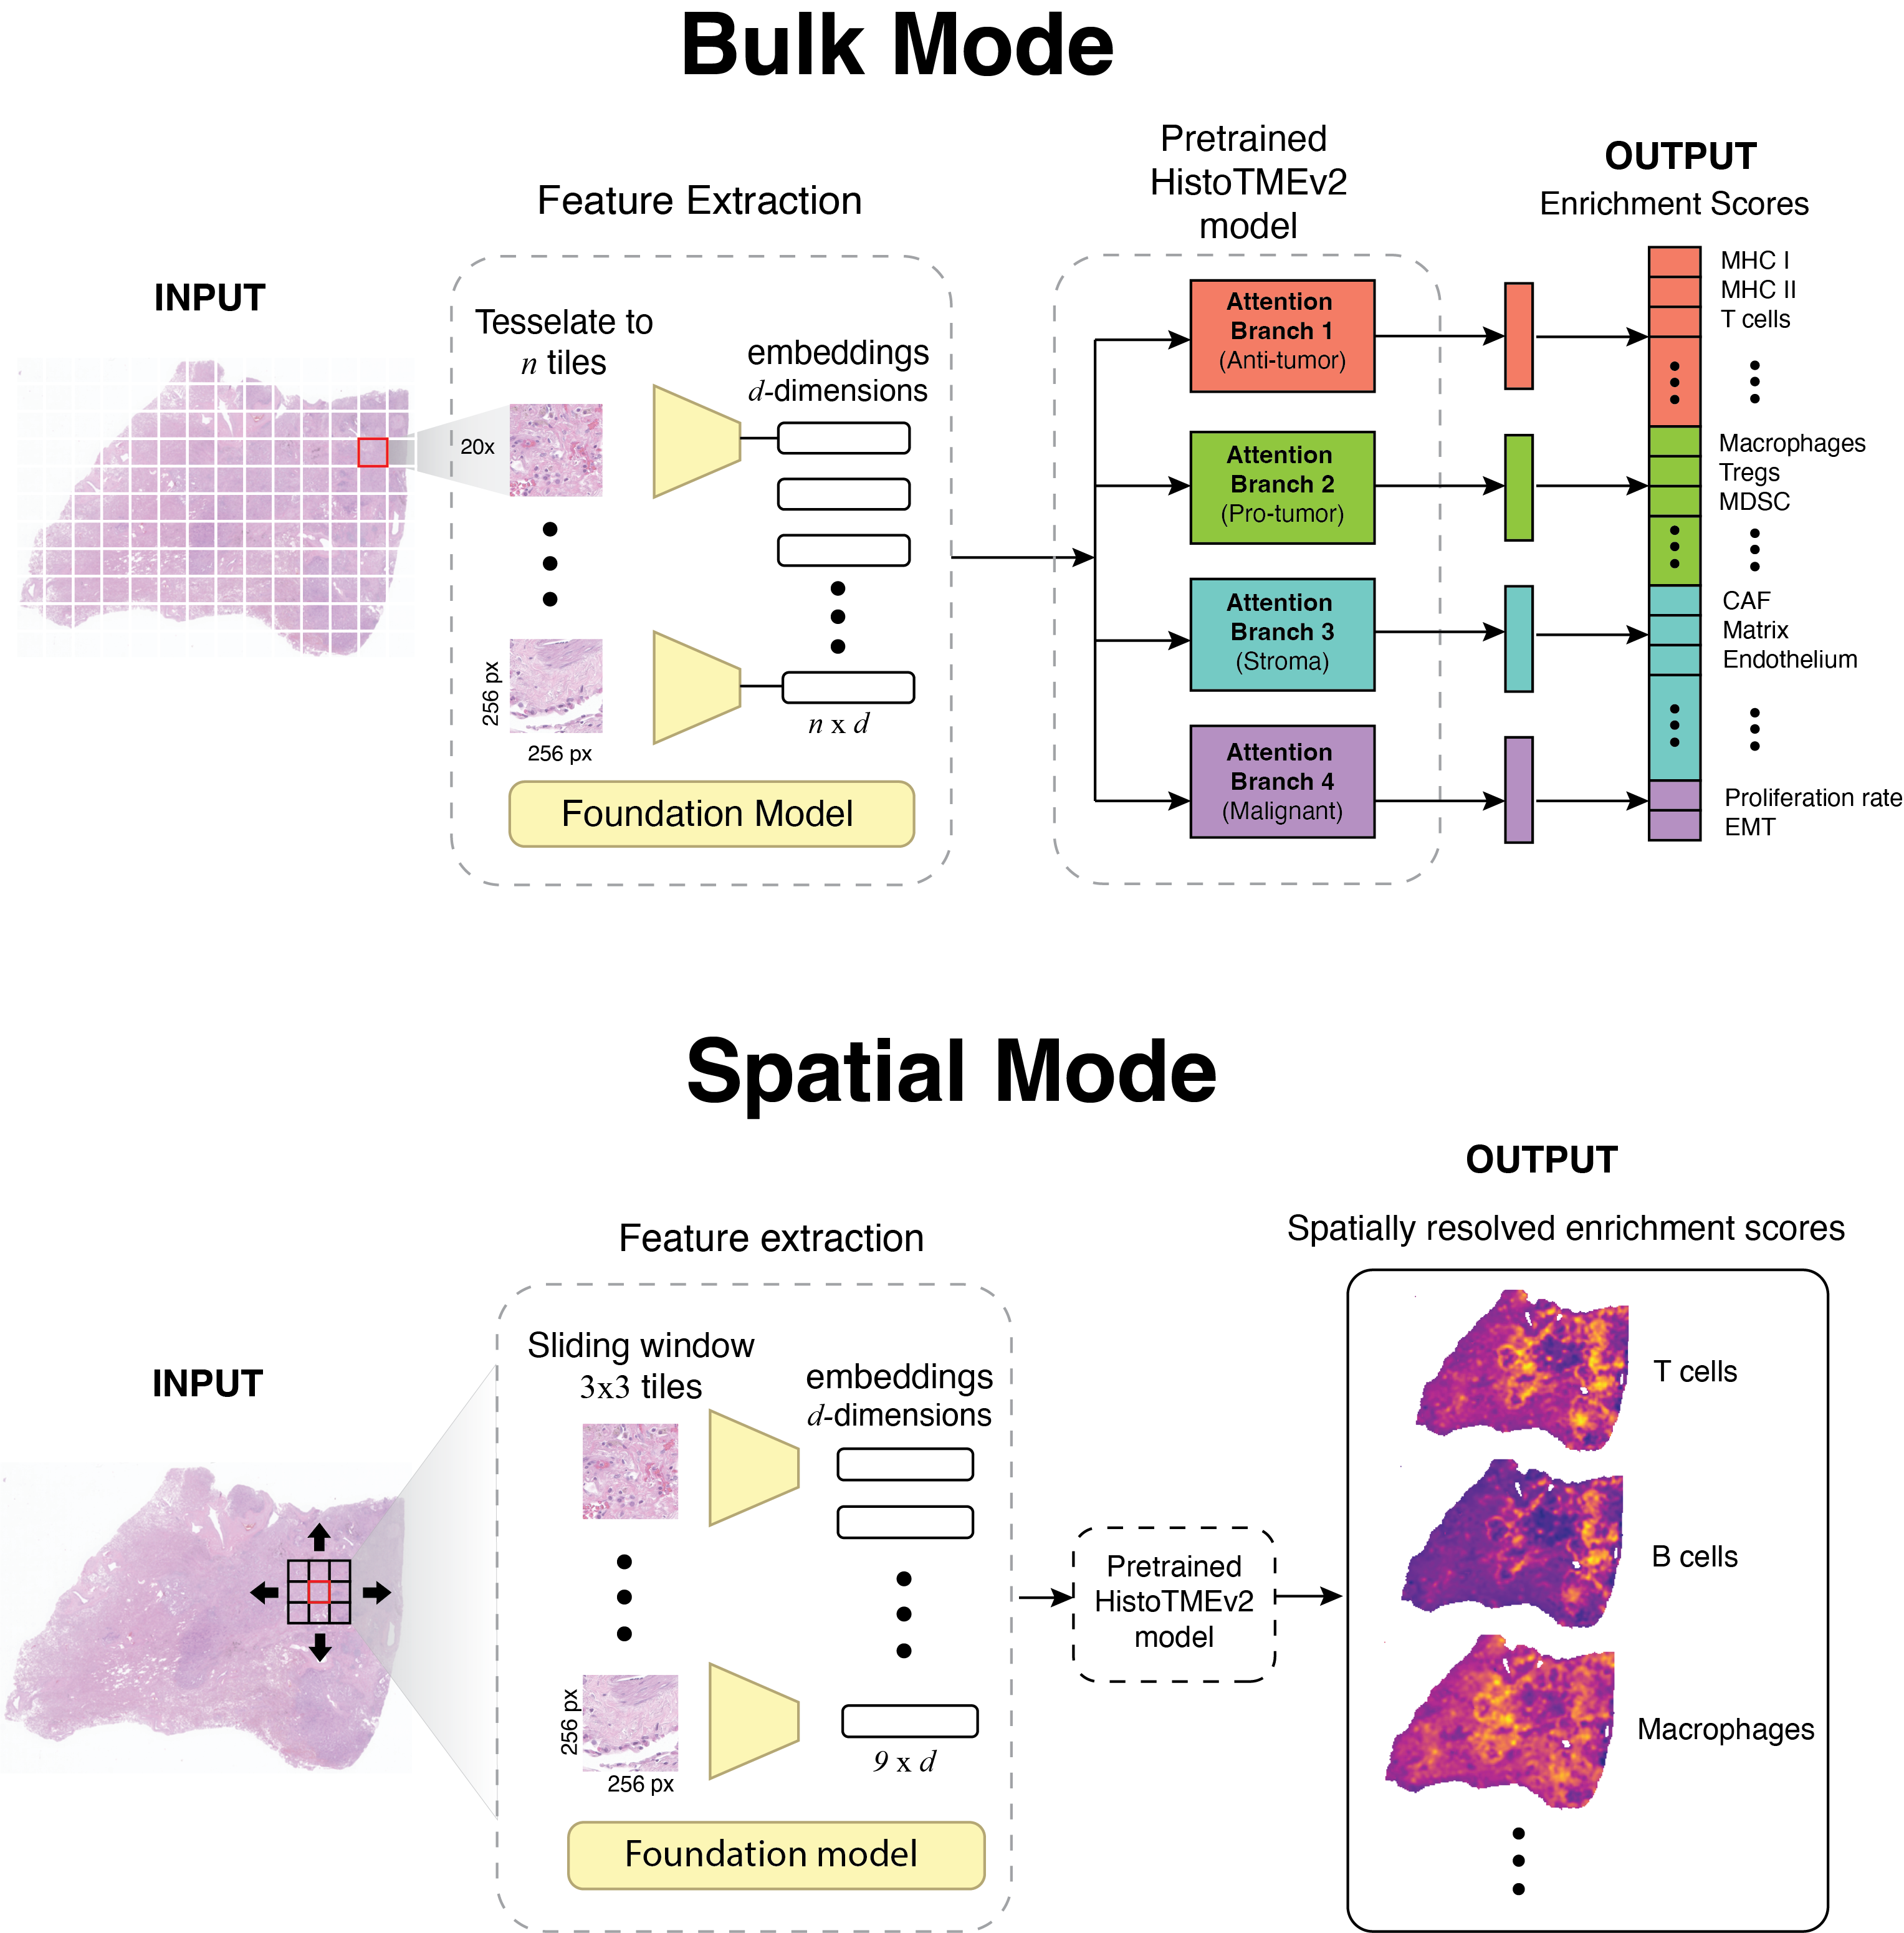 Bulk Mode
INPUT
Feature Extraction
Tesselate to
n tiles
20x
256 px
256 px
embeddings
d-dimensions
n x d
Foundation Model
Pretrained
HistoTMEv2
model
Attention
Branch 1
(Anti-tumor)
Attention
Branch 2
(Pro-tumor)
Attention
Branch 3
(Stroma)
Attention
Branch 4
(Malignant)
OUTPUT
Enrichment Scores
MHC I
MHC II
T cells
Macrophages
Tregs
MDSC
CAF
Matrix
Endothelium
Proliferation rate
EMT
Spatial Mode
INPUT
Feature extraction
Sliding window
3x3 tiles
256 px
256 px
embeddings
d-dimensions
9 x d
Foundation model
Pretrained
HistoTMEv2
model
OUTPUT
Spatially resolved enrichment scores
T cells
B cells
Macrophages